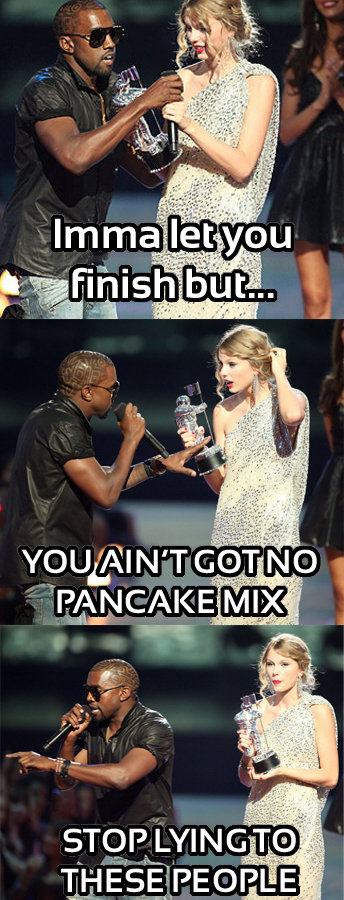 Imma let you
finish but...
YOU AIN'T GOT NO
PANCAKE MIX
STOP LYING TO
THESE PEOPLE